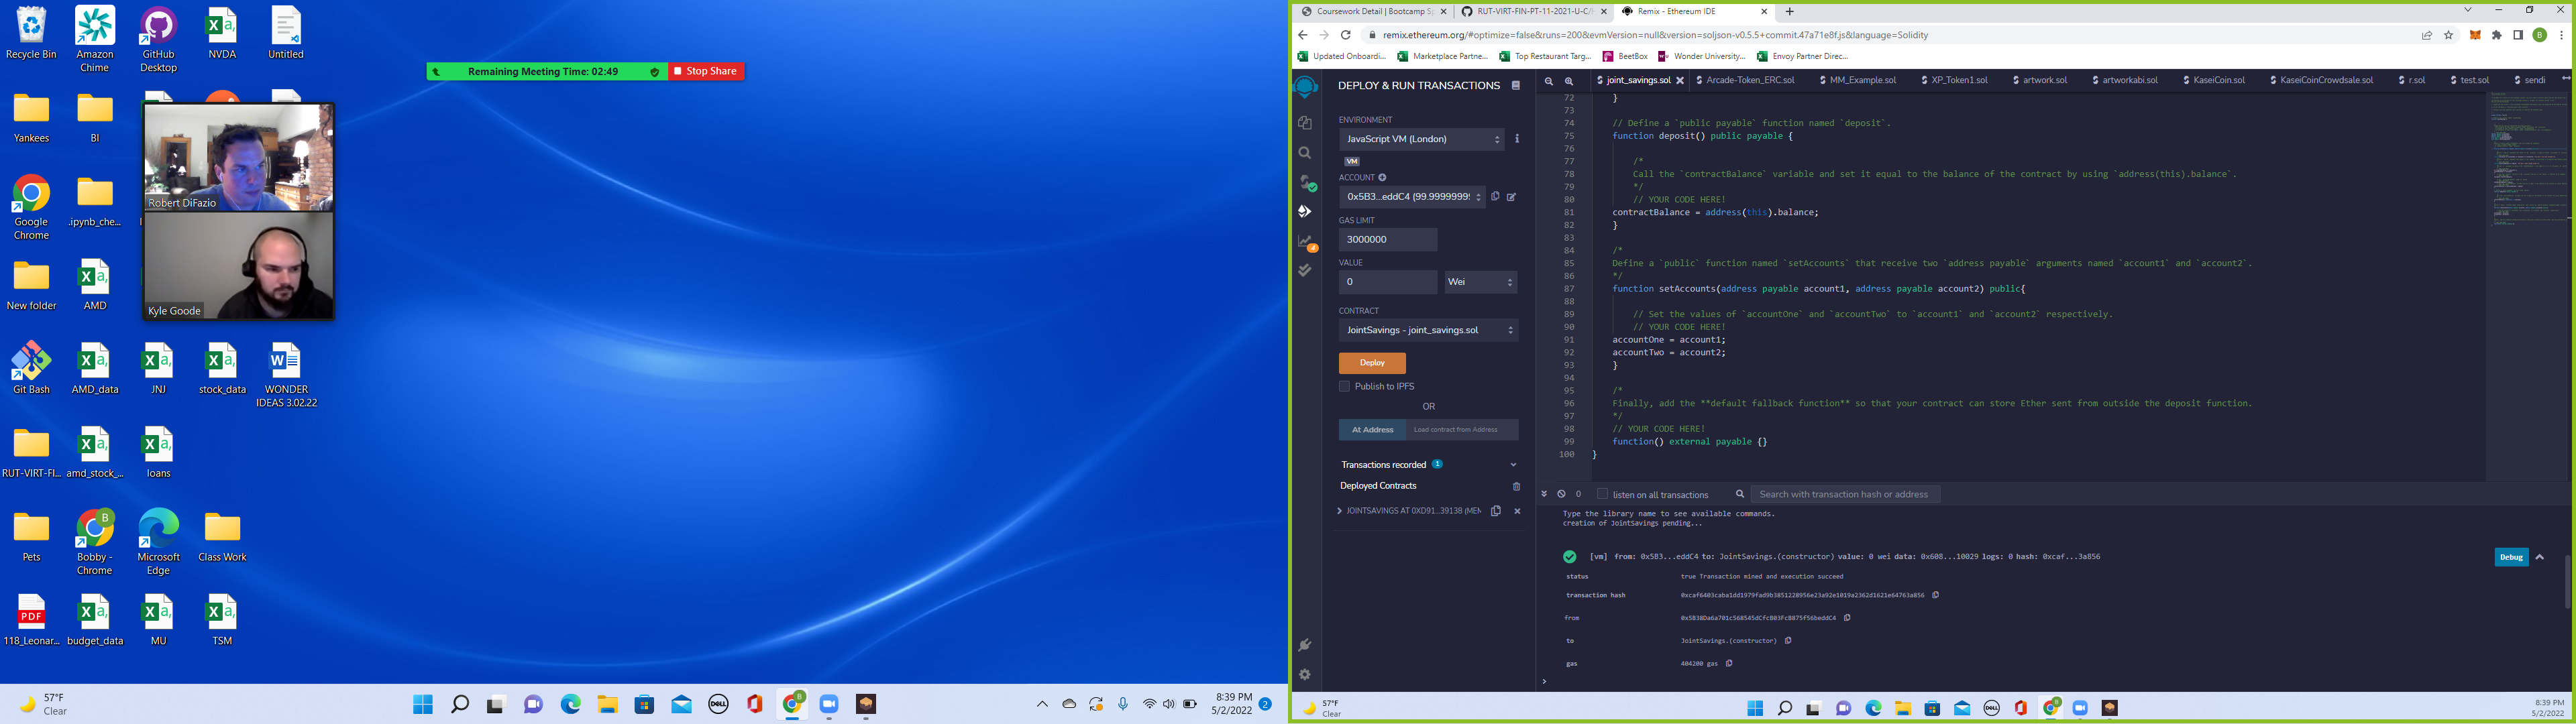 Recycle Bin
Amazon Chime
GitHub Desktop
NVDA
Untitled
Remaining Meeting Time: 02:49
Stop Share
Yankees
BI
Robert DiFazio
Google Chrome
.ipynb_che...
Kyle Goode
New folder
AMD
Git Bash
AMD_data
JNJ
stock_data
WONDER IDEAS 3.02.22
RUT-VIRT-FI...
amd_stock_...
loans
Pets
Bobby - Chrome
Microsoft Edge
Class Work
118_Leonar...
budget_data
MU
TSM
57°F
Clear
8:39 PM
5/2/2022
2
Coursework Detail | Bootcamp Sp
RUT-VIRT-FIN-PT-11-2021-U-C/
Remix - Ethereum IDE
remix.ethereum.org/#optimize=false&runs=200&evmVersion=null&version=soljson-v0.5.5+commit.47a71e8f.js&language=Solidity
Updated Onboardi...
Marketplace Partne...
Top Restaurant Targ...
BeetBox
Wonder University...
Envoy Partner Direc...
DEPLOY & RUN TRANSACTIONS
joint_savings.sol
Arcade-Token_ERC.sol
MM_Example.sol
XP_Token1.sol
artwork.sol
artworkabi.sol
KaseiCoin.sol
KaseiCoinCrowdsale.sol
r.sol
test.sol
sendi
ENVIRONMENT
JavaScript VM (London)
VM
ACCOUNT
0x5B3...eddC4 (99.9999999
GAS LIMIT
3000000
VALUE
0
Wei
CONTRACT
JointSavings - joint_savings.sol
Deploy
Publish to IPFS
OR
At Address
Load contract from Address
Transactions recorded 1
Deployed Contracts
JOINTSAVINGS AT 0XD91...39138 (MEM
72 }
73
74 // Define a `public payable` function named `deposit`.
75 function deposit() public payable {
76
77 /*
78 Call the `contractBalance` variable and set it equal to the balance of the contract by using `address(this).balance`.
79 */
80 // YOUR CODE HERE!
81 contractBalance = address(this).balance;
82 }
83
84 /*
85 Define a `public` function named `setAccounts` that receive two `address payable` arguments named `account1` and `account2`.
86 */
87 function setAccounts(address payable account1, address payable account2) public{
88
89 // Set the values of `accountOne` and `accountTwo` to `account1` and `account2` respectively.
90 // YOUR CODE HERE!
91 accountOne = account1;
92 accountTwo = account2;
93 }
94
95 /*
96 Finally, add the **default fallback function** so that your contract can store Ether sent from outside the deposit function.
97 */
98 // YOUR CODE HERE!
99 function() external payable {}
100 }
0
listen on all transactions
Search with transaction hash or address
Type the library name to see available commands.
creation of JointSavings pending...
[vm] from: 0x5B3...eddC4 to: JointSavings.(constructor) value: 0 wei data: 0x608...10029 logs: 0 hash: 0xcaf...3a856
Debug
status true Transaction mined and execution succeed
transaction hash 0xcaf6403caba1dd1979fad9b3851228956e23a92e1019a2362d1621e64763a856
from 0x5B38Da6a701c568545dCfcB03FcB875f56beddC4
to JointSavings.(constructor)
gas 404200 gas
>
57°F
Clear
8:39 PM
5/2/2022